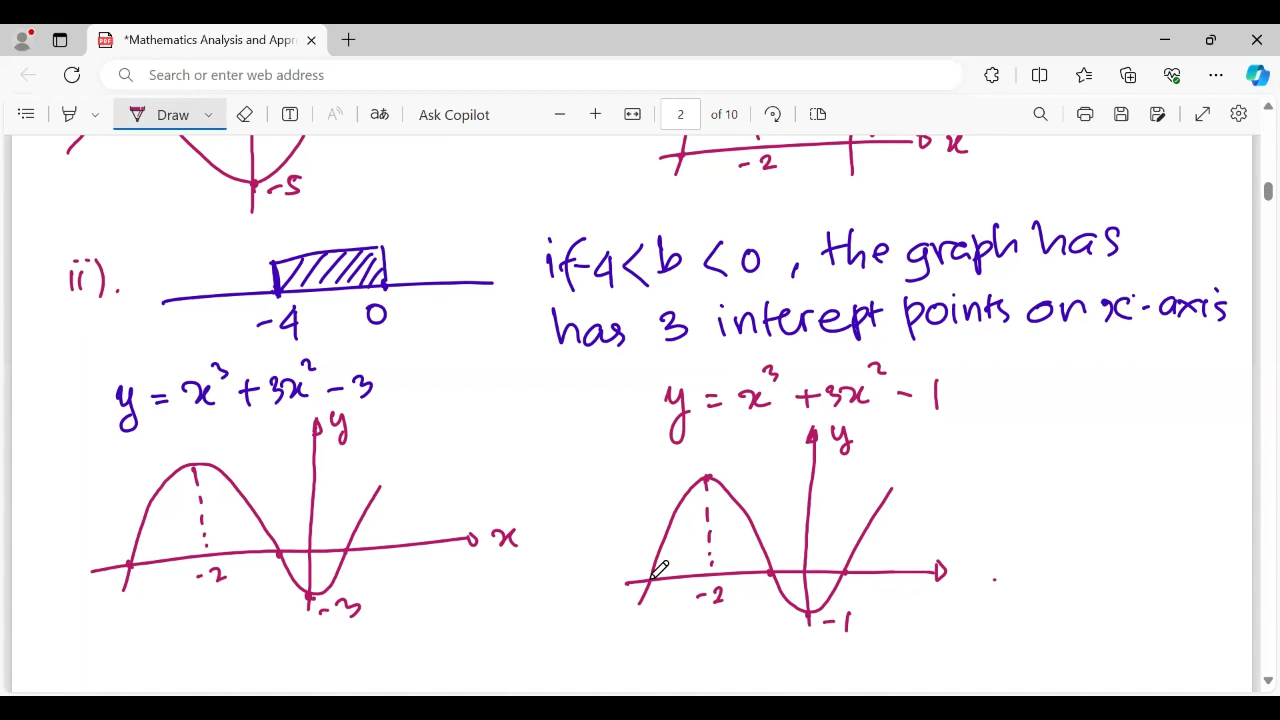 *Mathematics Analysis and Appr
Search or enter web address
Draw
aあ
Ask Copilot
2 of 10
-5
-2
x
ii).
-4 0
if -4 < b < 0 , the graph has
has 3 interept points on x-axis
y = x³ + 3x² - 3
y = x³ + 3x² - 1
y
y
x
-2
-3
-2
-1